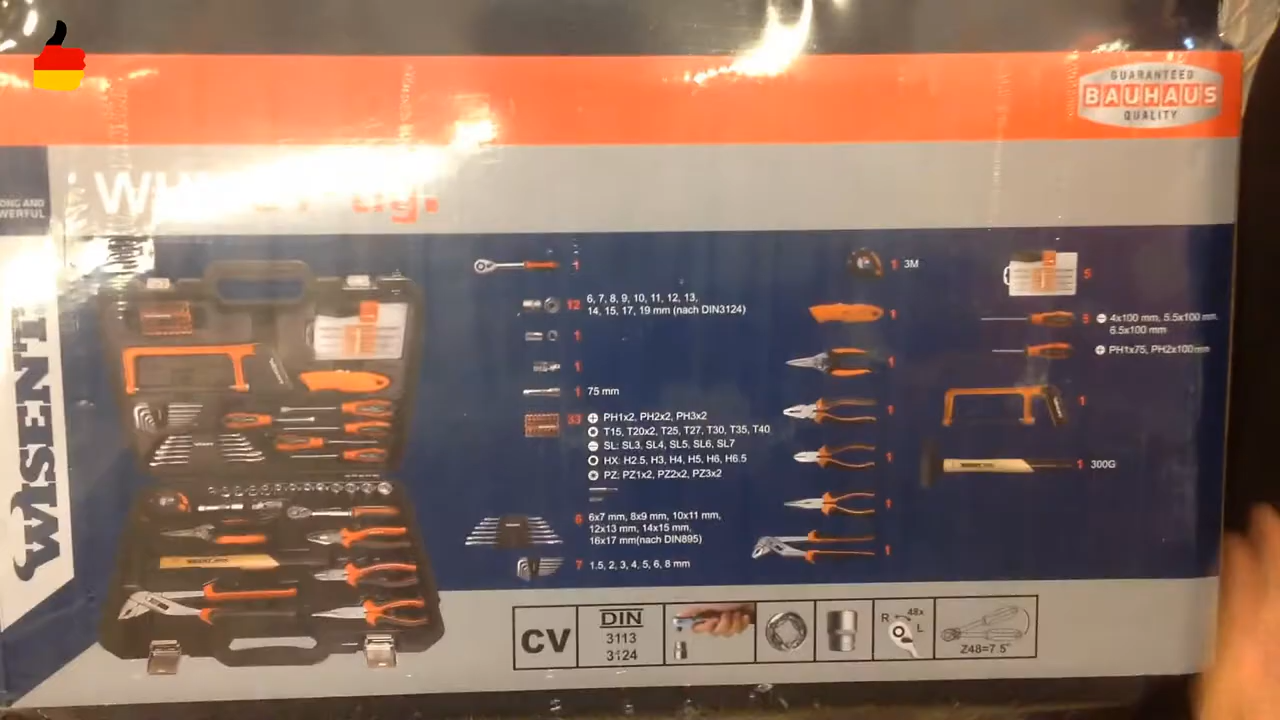 GUARANTEED
BAUHAUS
QUALITY
WISENT
1
12 6, 7, 8, 9, 10, 11, 12, 13,
14, 15, 17, 19 mm (nach DIN3124)
1
1
1 75 mm
33 PH1x2, PH2x2, PH3x2
T15, T20x2, T25, T27, T30, T35, T40
SL: SL3, SL4, SL5, SL6, SL7
HX: H2.5, H3, H4, H5, H6, H6.5
PZ: PZ1x2, PZ2x2, PZ3x2
6 6x7 mm, 8x9 mm, 10x11 mm,
12x13 mm, 14x15 mm,
16x17 mm(nach DIN895)
7 1.5, 2, 3, 4, 5, 6, 8 mm
1 3M
1
1
1
1
1
1
5
5 4x100 mm, 5.5x100 mm,
6.5x100 mm
PH1x75, PH2x100mm
1
1 300G
CV
DIN
3113
3124
R 48x
L
Z48=7.5°